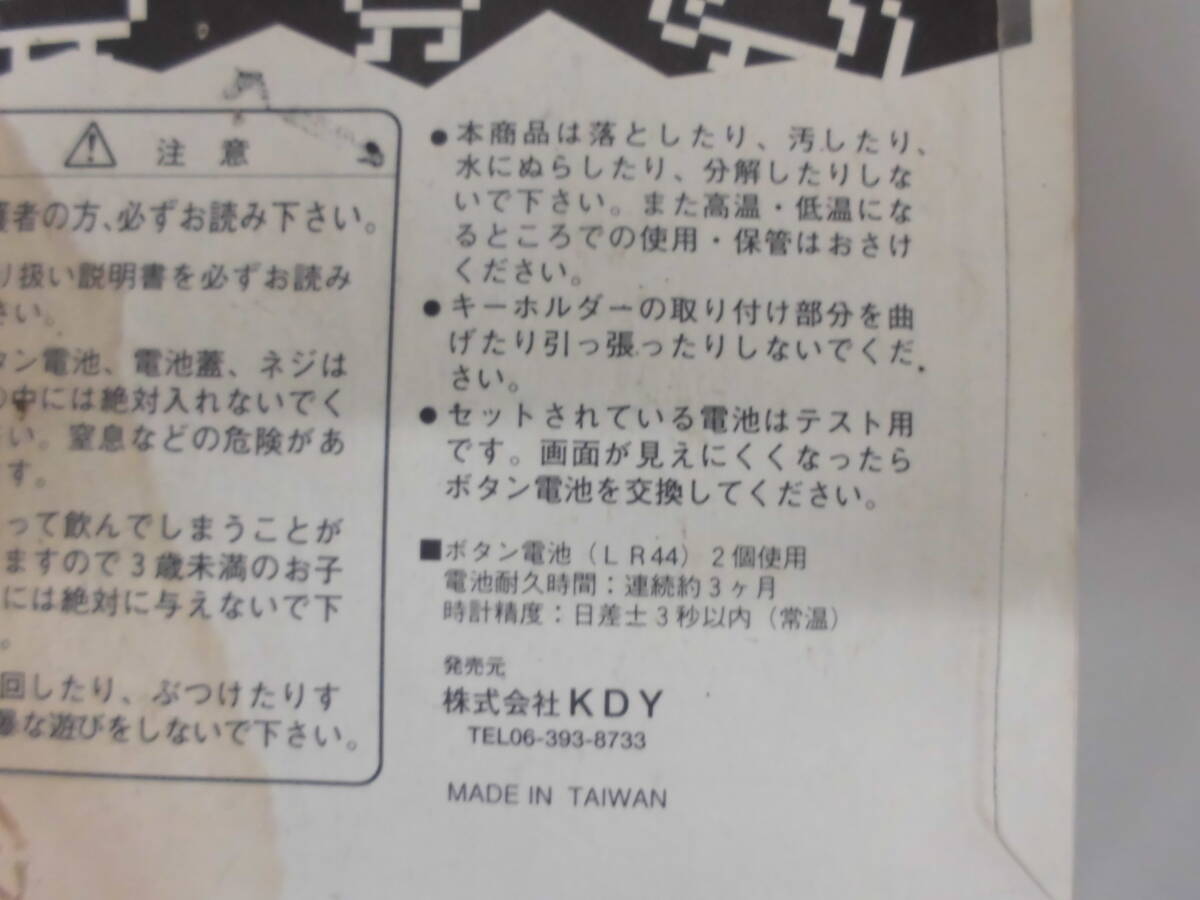 注意
者の方、必ずお読み下さい。
り扱い説明書を必ずお読み
さい。
タン電池、電池蓋、ネジは
の中には絶対入れないでく
い。窒息などの危険があ
す。
って飲んでしまうことが
ますので3歳未満のお子
には絶対に与えないで下
。
回したり、ぶつけたりす
な遊びをしないで下さい。
●本商品は落としたり、汚したり、
水にぬらしたり、分解したりしな
いで下さい。また高温・低温にな
るところでの使用・保管はおさけ
ください。
●キーホルダーの取り付け部分を曲
げたり引っ張ったりしないでくだ
さい。
●セットされている電池はテスト用
です。画面が見えにくくなったら
ボタン電池を交換してください。
■ボタン電池（LR44）2個使用
電池耐久時間：連続約3ヶ月
時計精度：日差士3秒以内（常温）
発売元
株式会社KDY
TEL06-393-8733
MADE IN TAIWAN